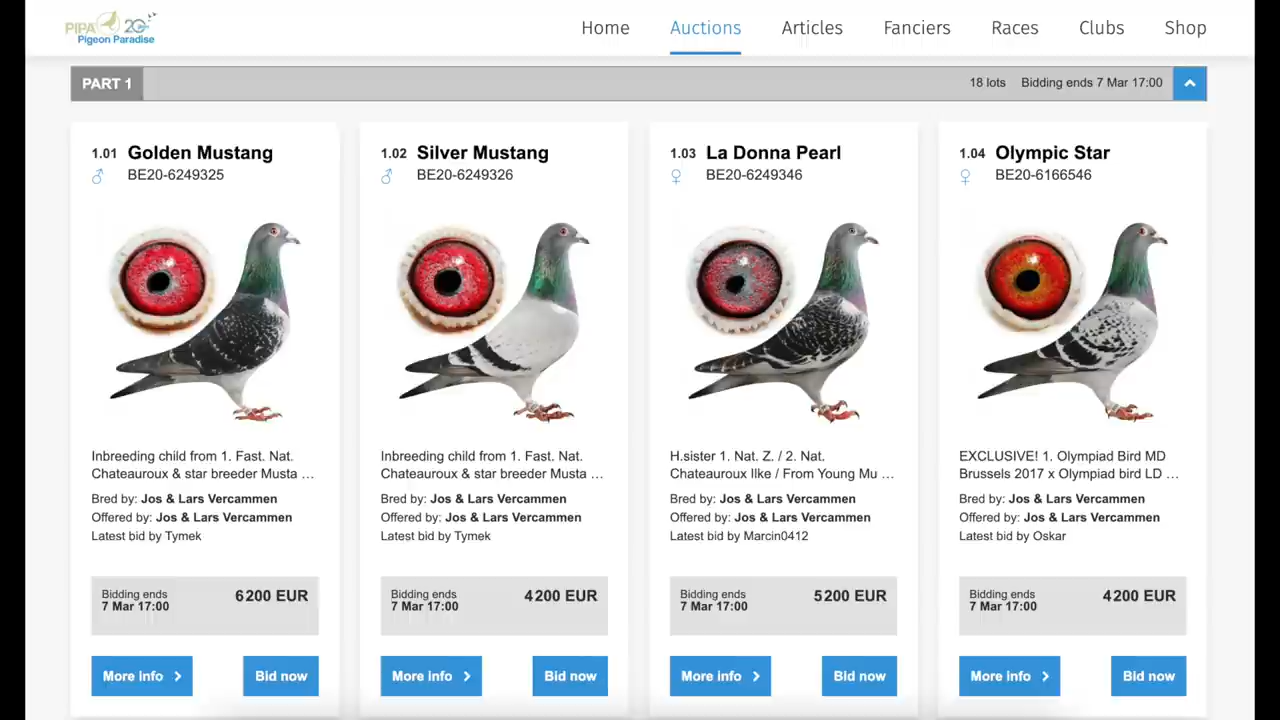 PIPA 20
Pigeon Paradise
Home Auctions Articles Fanciers Races Clubs Shop
PART 1 18 lots Bidding ends 7 Mar 17:00
1.01 Golden Mustang
BE20-6249325
Inbreeding child from 1. Fast. Nat.
Chateauroux & star breeder Musta ...
Bred by: Jos & Lars Vercammen
Offered by: Jos & Lars Vercammen
Latest bid by Tymek
Bidding ends 6 200 EUR
7 Mar 17:00
More info Bid now
1.02 Silver Mustang
BE20-6249326
Inbreeding child from 1. Fast. Nat.
Chateauroux & star breeder Musta ...
Bred by: Jos & Lars Vercammen
Offered by: Jos & Lars Vercammen
Latest bid by Tymek
Bidding ends 4 200 EUR
7 Mar 17:00
More info Bid now
1.03 La Donna Pearl
BE20-6249346
H.sister 1. Nat. Z. / 2. Nat.
Chateauroux Ilke / From Young Mu ...
Bred by: Jos & Lars Vercammen
Offered by: Jos & Lars Vercammen
Latest bid by Marcin0412
Bidding ends 5 200 EUR
7 Mar 17:00
More info Bid now
1.04 Olympic Star
BE20-6166546
EXCLUSIVE! 1. Olympiad Bird MD
Brussels 2017 x Olympiad bird LD ...
Bred by: Jos & Lars Vercammen
Offered by: Jos & Lars Vercammen
Latest bid by Oskar
Bidding ends 4 200 EUR
7 Mar 17:00
More info Bid now